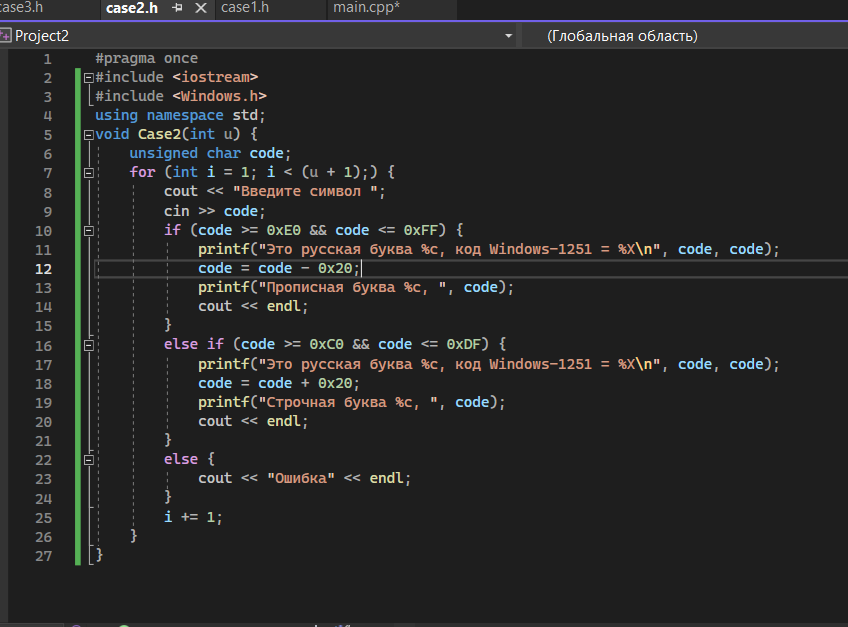 case3.h case2.h case1.h main.cpp*
Project2 (Глобальная область)
1 #pragma once
2 #include <iostream>
3 #include <Windows.h>
4 using namespace std;
5 void Case2(int u) {
6 unsigned char code;
7 for (int i = 1; i < (u + 1);) {
8 cout << "Введите символ ";
9 cin >> code;
10 if (code >= 0xE0 && code <= 0xFF) {
11 printf("Это русская буква %c, код Windows-1251 = %X\n", code, code);
12 code = code - 0x20;
13 printf("Прописная буква %c, ", code);
14 cout << endl;
15 }
16 else if (code >= 0xC0 && code <= 0xDF) {
17 printf("Это русская буква %c, код Windows-1251 = %X\n", code, code);
18 code = code + 0x20;
19 printf("Строчная буква %c, ", code);
20 cout << endl;
21 }
22 else {
23 cout << "Ошибка" << endl;
24 }
25 i += 1;
26 }
27 }